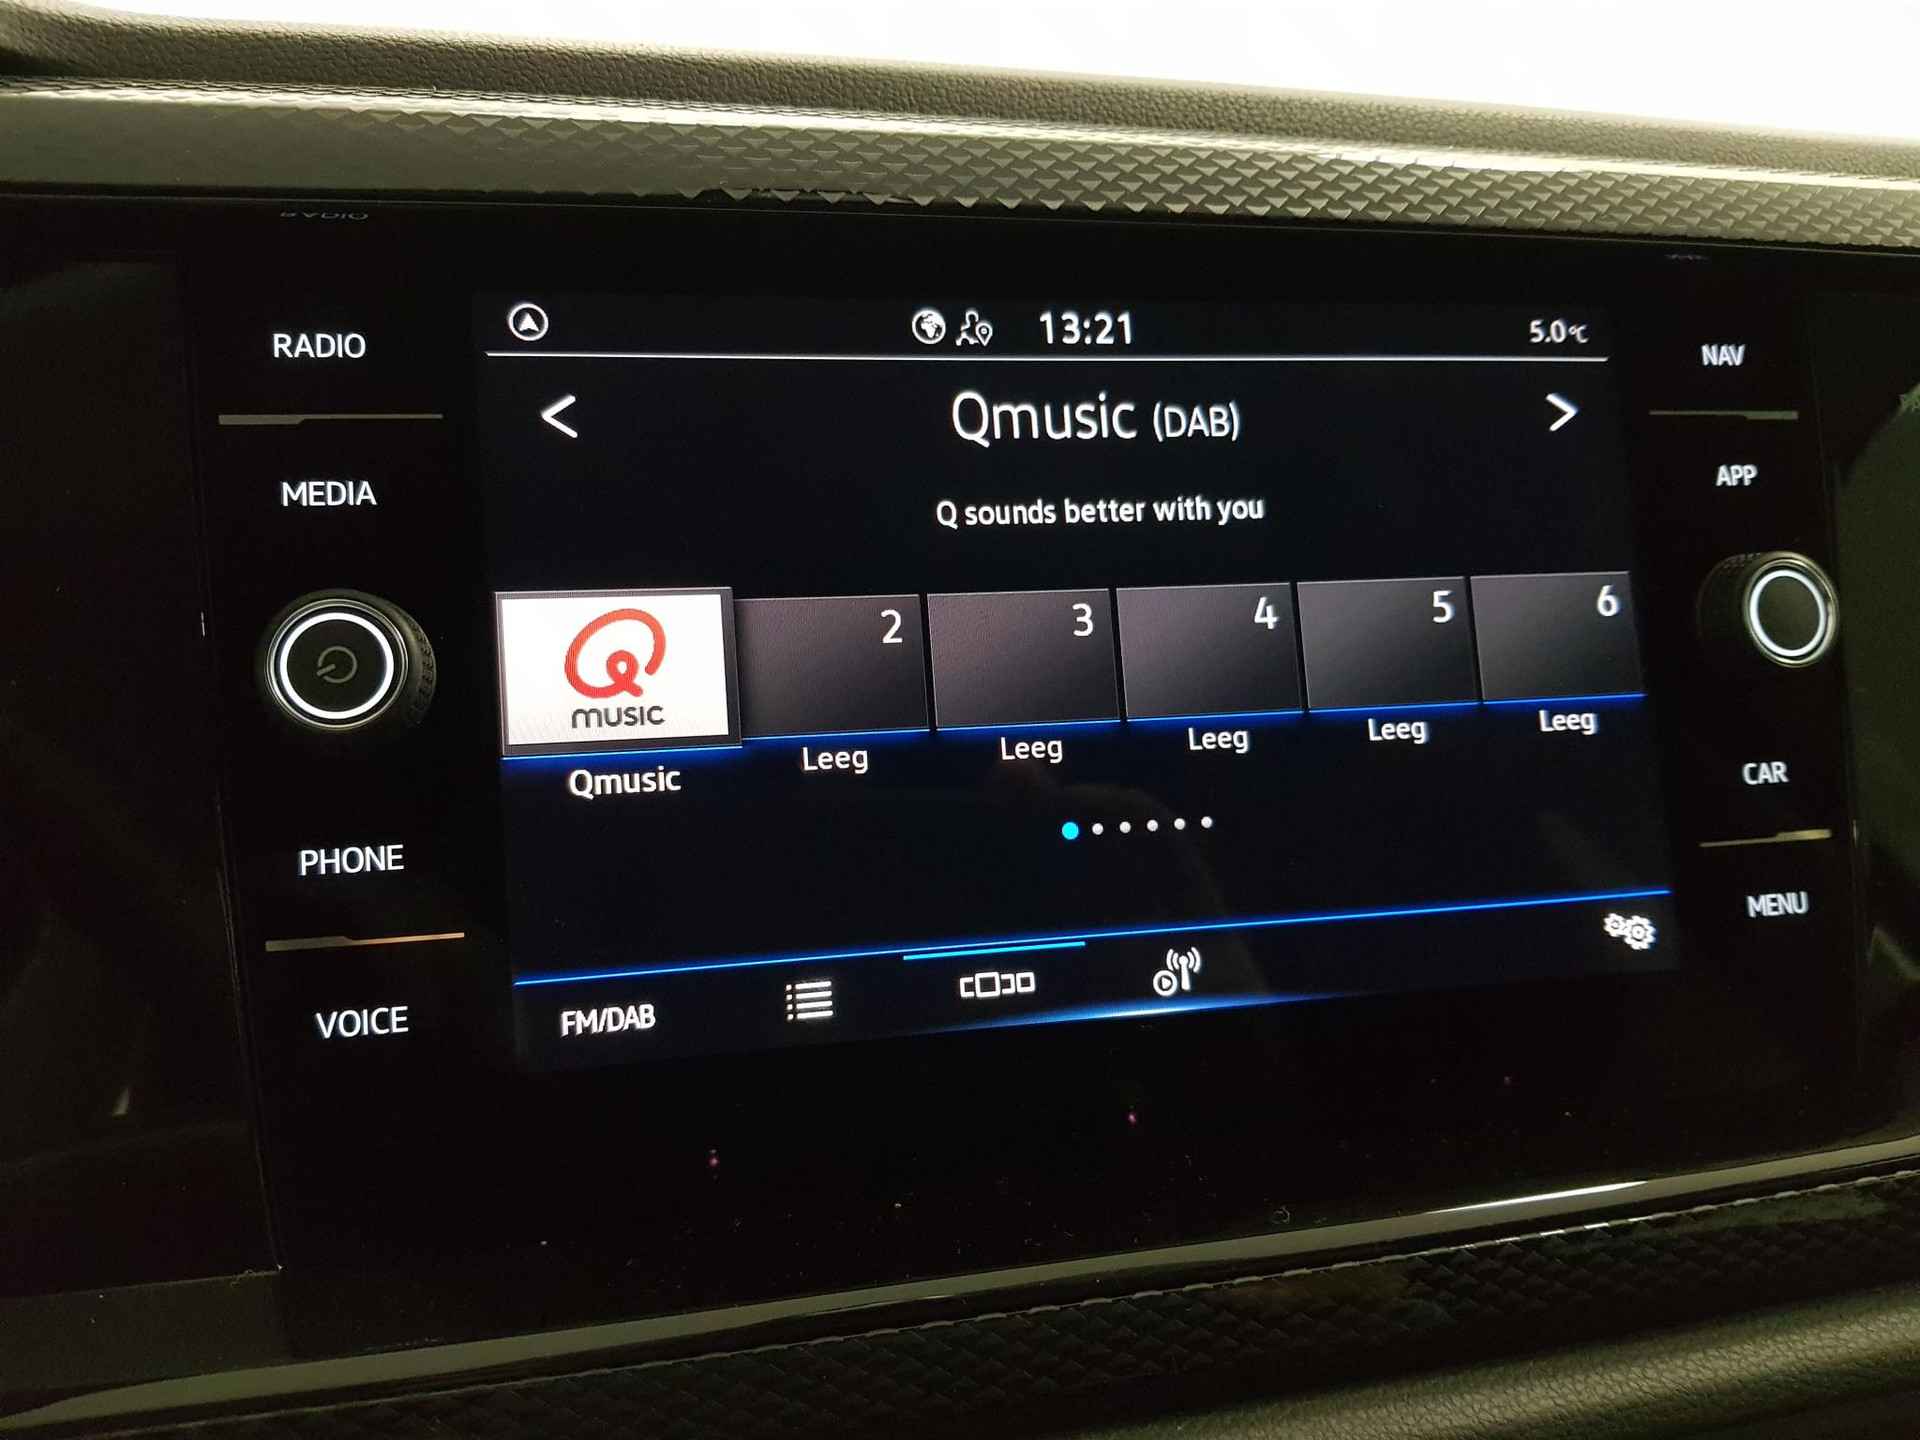 RADIO
MEDIA
PHONE
VOICE
13:21
5.0°C
Qmusic (DAB)
Q sounds better with you
MUSIC
2
3
4
5
6
Qmusic
Leeg
Leeg
Leeg
Leeg
Leeg
FM/DAB
NAV
APP
CAR
MENU